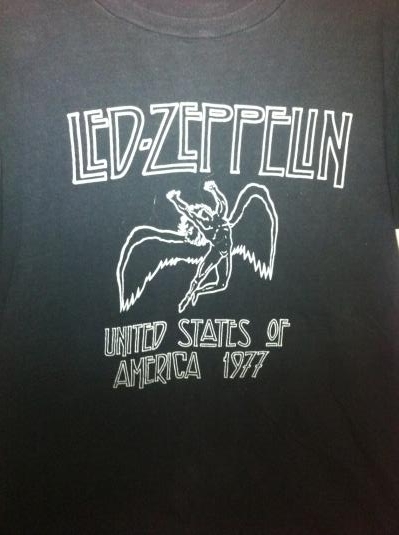 LED-ZEPPELIN
UNITED STATES OF
AMERICA 1977